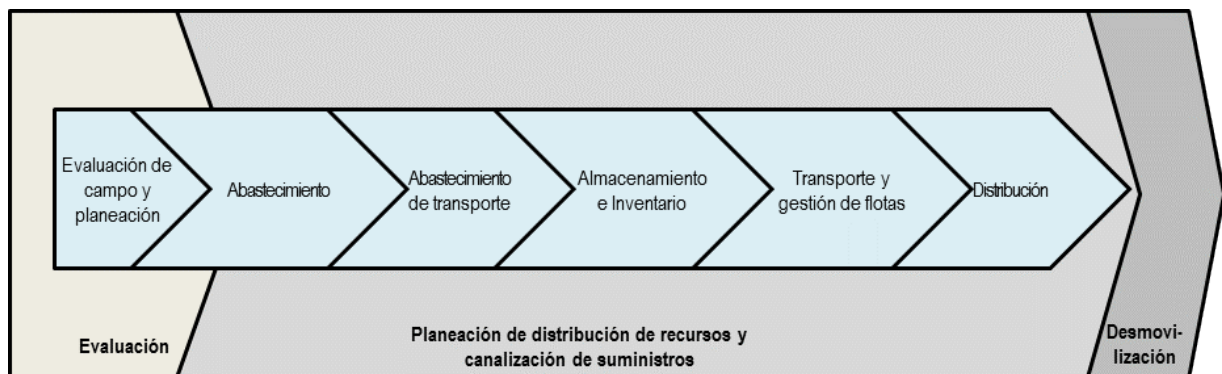 Evaluación de
campo y
planeación
Abastecimiento
Abastecimiento
de transporte
Almacenamiento
e Inventario
Transporte y
gestión de flotas
Distribución
Evaluación
Planeación de distribución de recursos y
canalización de suministros
Desmovi-
lización